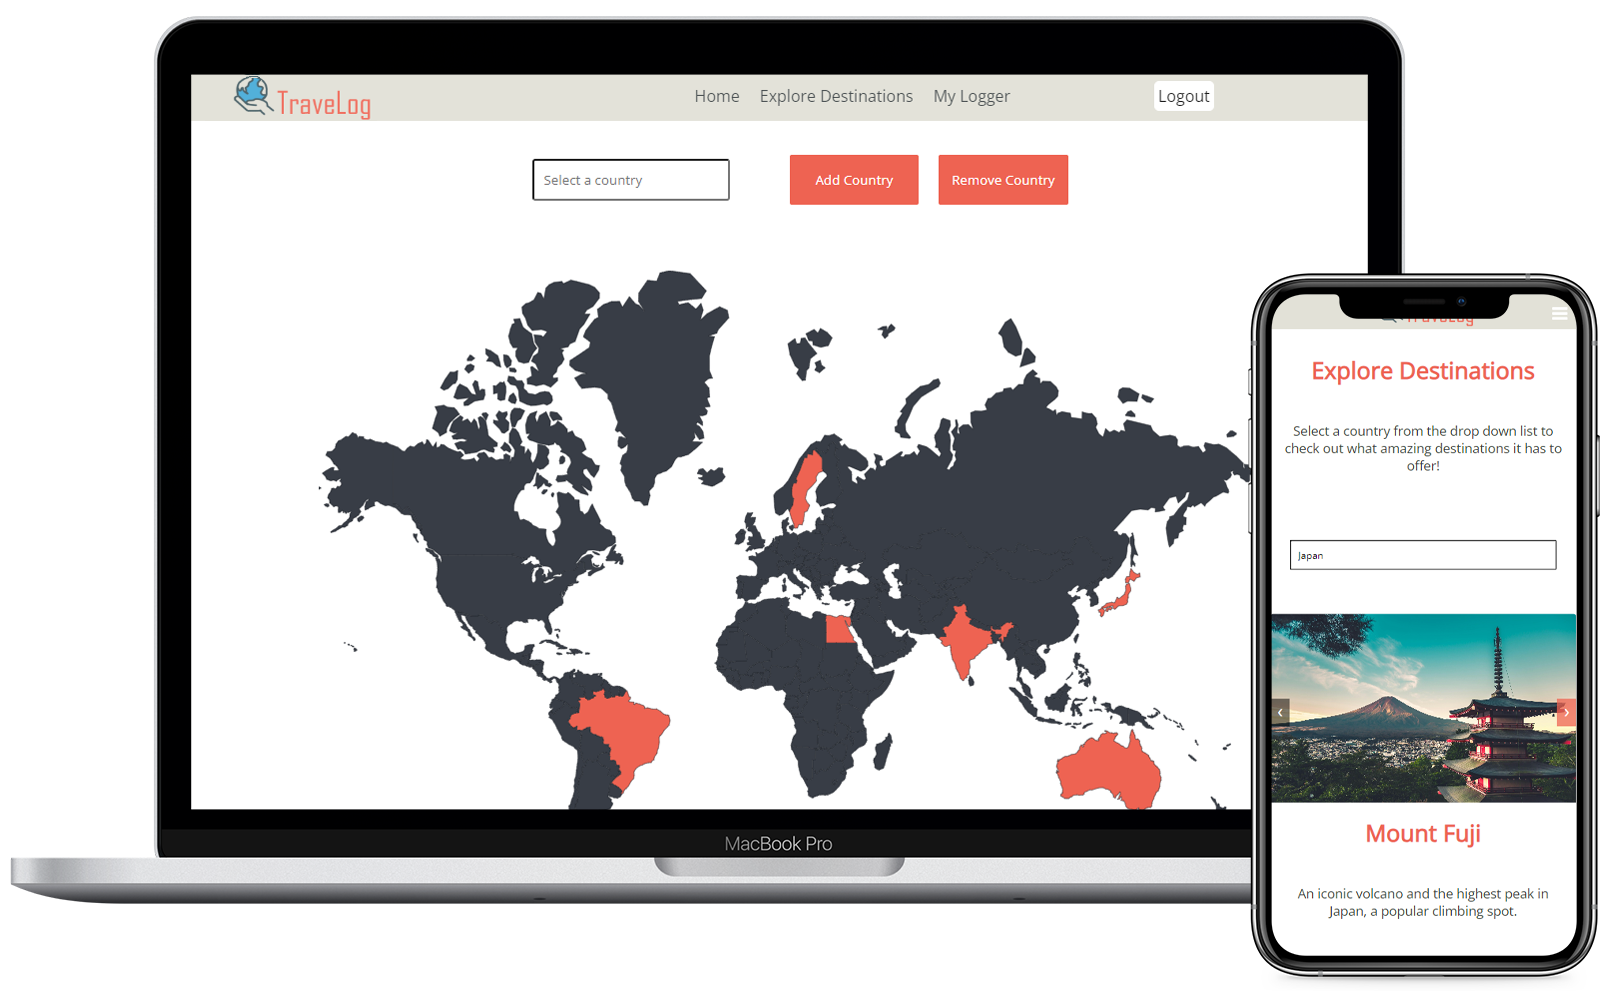 TraveLog
Home Explore Destinations My Logger Logout
Select a country Add Country Remove Country
MacBook Pro
TraveLog
Explore Destinations
Select a country from the drop down list to
check out what amazing destinations it has to
offer!
Japan
Mount Fuji
An iconic volcano and the highest peak in
Japan, a popular climbing spot.